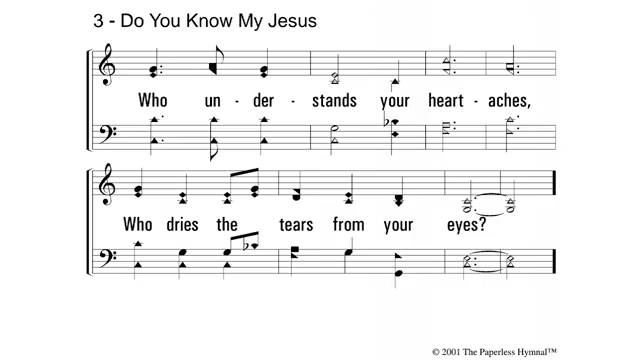 3 - Do You Know My Jesus
Who un - der - stands your heart - aches,
Who dries the tears from your eyes?
© 2001 The Paperless Hymnal™